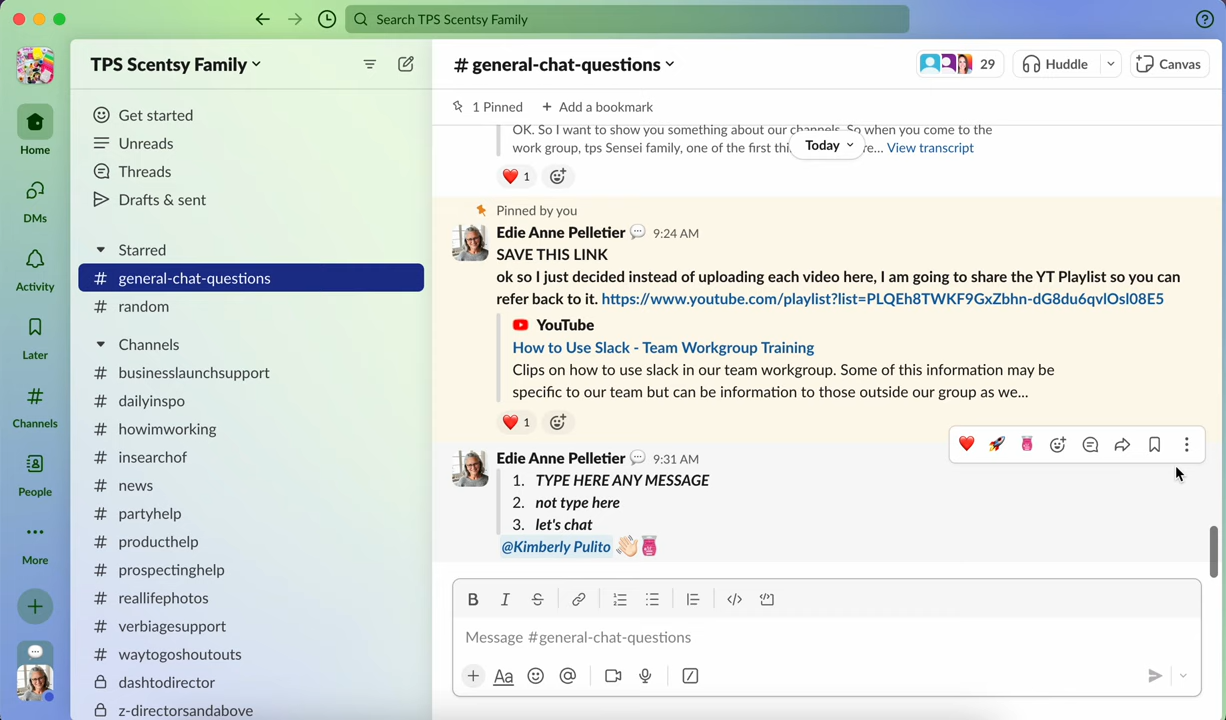 Search TPS Scentsy Family
TPS Scentsy Family
# general-chat-questions
29
Huddle
Canvas
Home
DMs
Activity
Later
Channels
People
More
Get started
Unreads
Threads
Drafts & sent
Starred
# general-chat-questions
# random
Channels
# businesslaunchsupport
# dailyinspo
# howimworking
# insearchof
# news
# partyhelp
# producthelp
# prospectinghelp
# reallifephotos
# verbiagesupport
# waytogoshoutouts
dashtodirector
z-directorsandabove
1 Pinned
+ Add a bookmark
OK. So I want to show you something about our channels. So when you come to the
work group, tps Sensei family, one of the first thi
re... View transcript
Today
1
Pinned by you
Edie Anne Pelletier 9:24 AM
SAVE THIS LINK
ok so I just decided instead of uploading each video here, I am going to share the YT Playlist so you can
refer back to it. https://www.youtube.com/playlist?list=PLQEh8TWKF9GxZbhn-dG8du6qvlOsl08E5
YouTube
How to Use Slack - Team Workgroup Training
Clips on how to use slack in our team workgroup. Some of this information may be
specific to our team but can be information to those outside our group as we...
1
Edie Anne Pelletier 9:31 AM
1. TYPE HERE ANY MESSAGE
2. not type here
3. let's chat
@Kimberly Pulito
B I S
Message #general-chat-questions
Aa